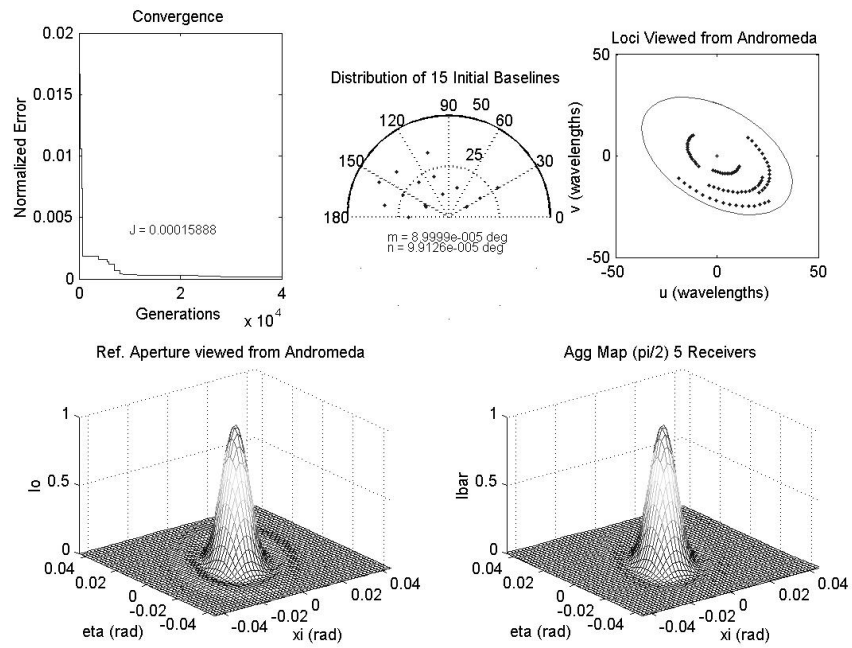 Convergence
0.02
0.015
0.01
0.005
0
Normalized Error
J = 0.00015888
0 2 4
Generations
x 10^4
Distribution of 15 Initial Baselines
90 50
120 60
25
150 30
180 0
m = 8.9999e-005 deg
n = 9.9126e-005 deg
Loci Viewed from Andromeda
50
0
-50
v (wavelengths)
-50 0 50
u (wavelengths)
Ref. Aperture viewed from Andromeda
1
0.5
0
Io
0.04
0.02
0
-0.02
-0.04
eta (rad)
-0.04
-0.02
0
0.02
0.04
xi (rad)
Agg Map (pi/2) 5 Receivers
1
0.5
0
Ibar
0.04
0.02
0
-0.02
-0.04
eta (rad)
-0.04
-0.02
0
0.02
0.04
xi (rad)